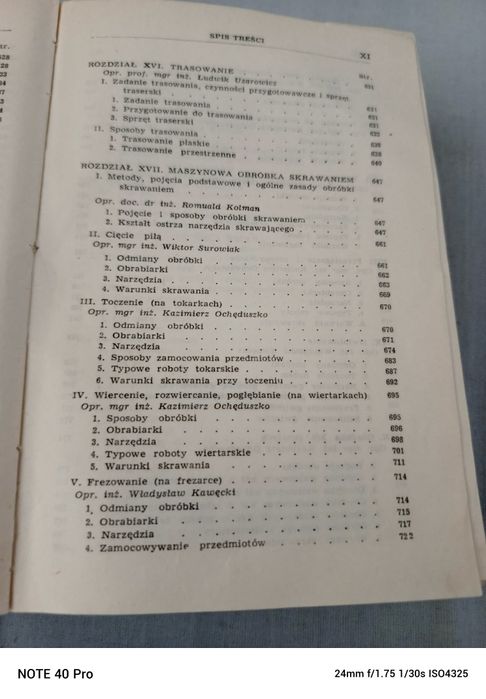 SPIS TREŚCI
XI
Str.
ROZDZIAŁ XVI. TRASOWANIE . . . . . . 631
Opr. prof. mgr inż. Ludwik Uzarowicz
I. Zadanie trasowania, czynności przygotowawcze i sprzęt
traserski . . . . . . . 631
1. Zadanie trasowania . . . . . . . 631
2. Przygotowanie do trasowania . . . . . 631
3. Sprzęt traserski . . . . . . . 632
II. Sposoby trasowania . . . . . . . 638
1. Trasowanie płaskie . . . . . . . 638
2. Trasowanie przestrzenne . . . . . . 640
ROZDZIAŁ XVII. MASZYNOWA OBRÓBKA SKRAWANIEM 647
I. Metody, pojęcia podstawowe i ogólne zasady obróbki
skrawaniem . . . . . . . 647
Opr. doc. dr inż. Romuald Kolman
1. Pojęcie i sposoby obróbki skrawaniem . . . 647
2. Kształt ostrza narzędzia skrawającego . . . . 647
II. Cięcie piłą . . . . . . . 661
Opr. mgr inż. Wiktor Surowiak
1. Odmiany obróbki . . . . . . . 661
2. Obrabiarki . . . . . . . 662
3. Narzędzia . . . . . . . 663
4. Warunki skrawania . . . . . . . 669
III. Toczenie (na tokarkach) . . . . . . 670
Opr. mgr inż. Kazimierz Ochęduszko
1. Odmiany obróbki . . . . . . . 670
2. Obrabiarki . . . . . . . 671
3. Narzędzia . . . . . . . 674
4. Sposoby zamocowania przedmiotów . . . . 683
5. Typowe roboty tokarskie . . . . . . 687
6. Warunki skrawania przy toczeniu . . . . 692
IV. Wiercenie, rozwiercanie, pogłębianie (na wiertarkach) 695
Opr. mgr inż. Kazimierz Ochęduszko
1. Sposoby obróbki . . . . . . . 695
2. Obrabiarki . . . . . . . 696
3. Narzędzia . . . . . . . 698
4. Typowe roboty wiertarskie . . . . . . 701
5. Warunki skrawania . . . . . . . 711
V. Frezowanie (na frezarce) . . . . . . 714
Opr. inż. Władysław Kawęcki
1. Odmiany obróbki . . . . . . . 714
2. Obrabiarki . . . . . . . 715
3. Narzędzia . . . . . . . 717
4. Zamocowywanie przedmiotów . . . . . 722
NOTE 40 Pro
24mm f/1.75 1/30s ISO4325